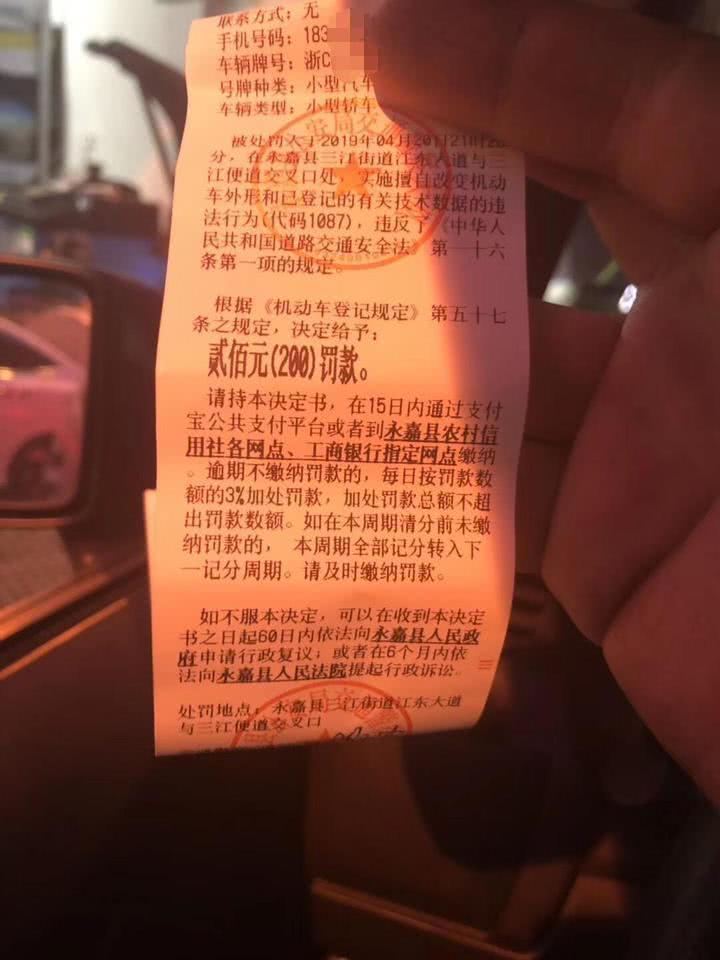 联系方式：无
手机号码：183
车辆牌号：浙C
号牌种类：小型汽车
车辆类型：小型轿车
被处罚人于2019年04月20日21时20
分，在永嘉县三江街道江东大道与三
江便道交叉口处，实施擅自改变机动
车外形和已登记的有关技术数据的违
法行为(代码1087)，违反了《中华人
民共和国道路交通安全法》第一十六
条第一项的规定。
根据《机动车登记规定》第五十七
条之规定，决定给予：
贰佰元(200)罚款。
请持本决定书，在15日内通过支付
宝公共支付平台或者到永嘉县农村信
用社各网点、工商银行指定网点缴纳
。逾期不缴纳罚款的，每日按罚款数
额的3%加处罚款，加处罚款总额不超
出罚款数额。如在本周期清分前未缴
纳罚款的， 本周期全部记分转入下
一记分周期。请及时缴纳罚款。
如不服本决定，可以在收到本决定
书之日起60日内依法向永嘉县人民政
府申请行政复议；或者在6个月内依
法向永嘉县人民法院提起行政诉讼。
处罚地点：永嘉县三江街道江东大道
与三江便道交叉口